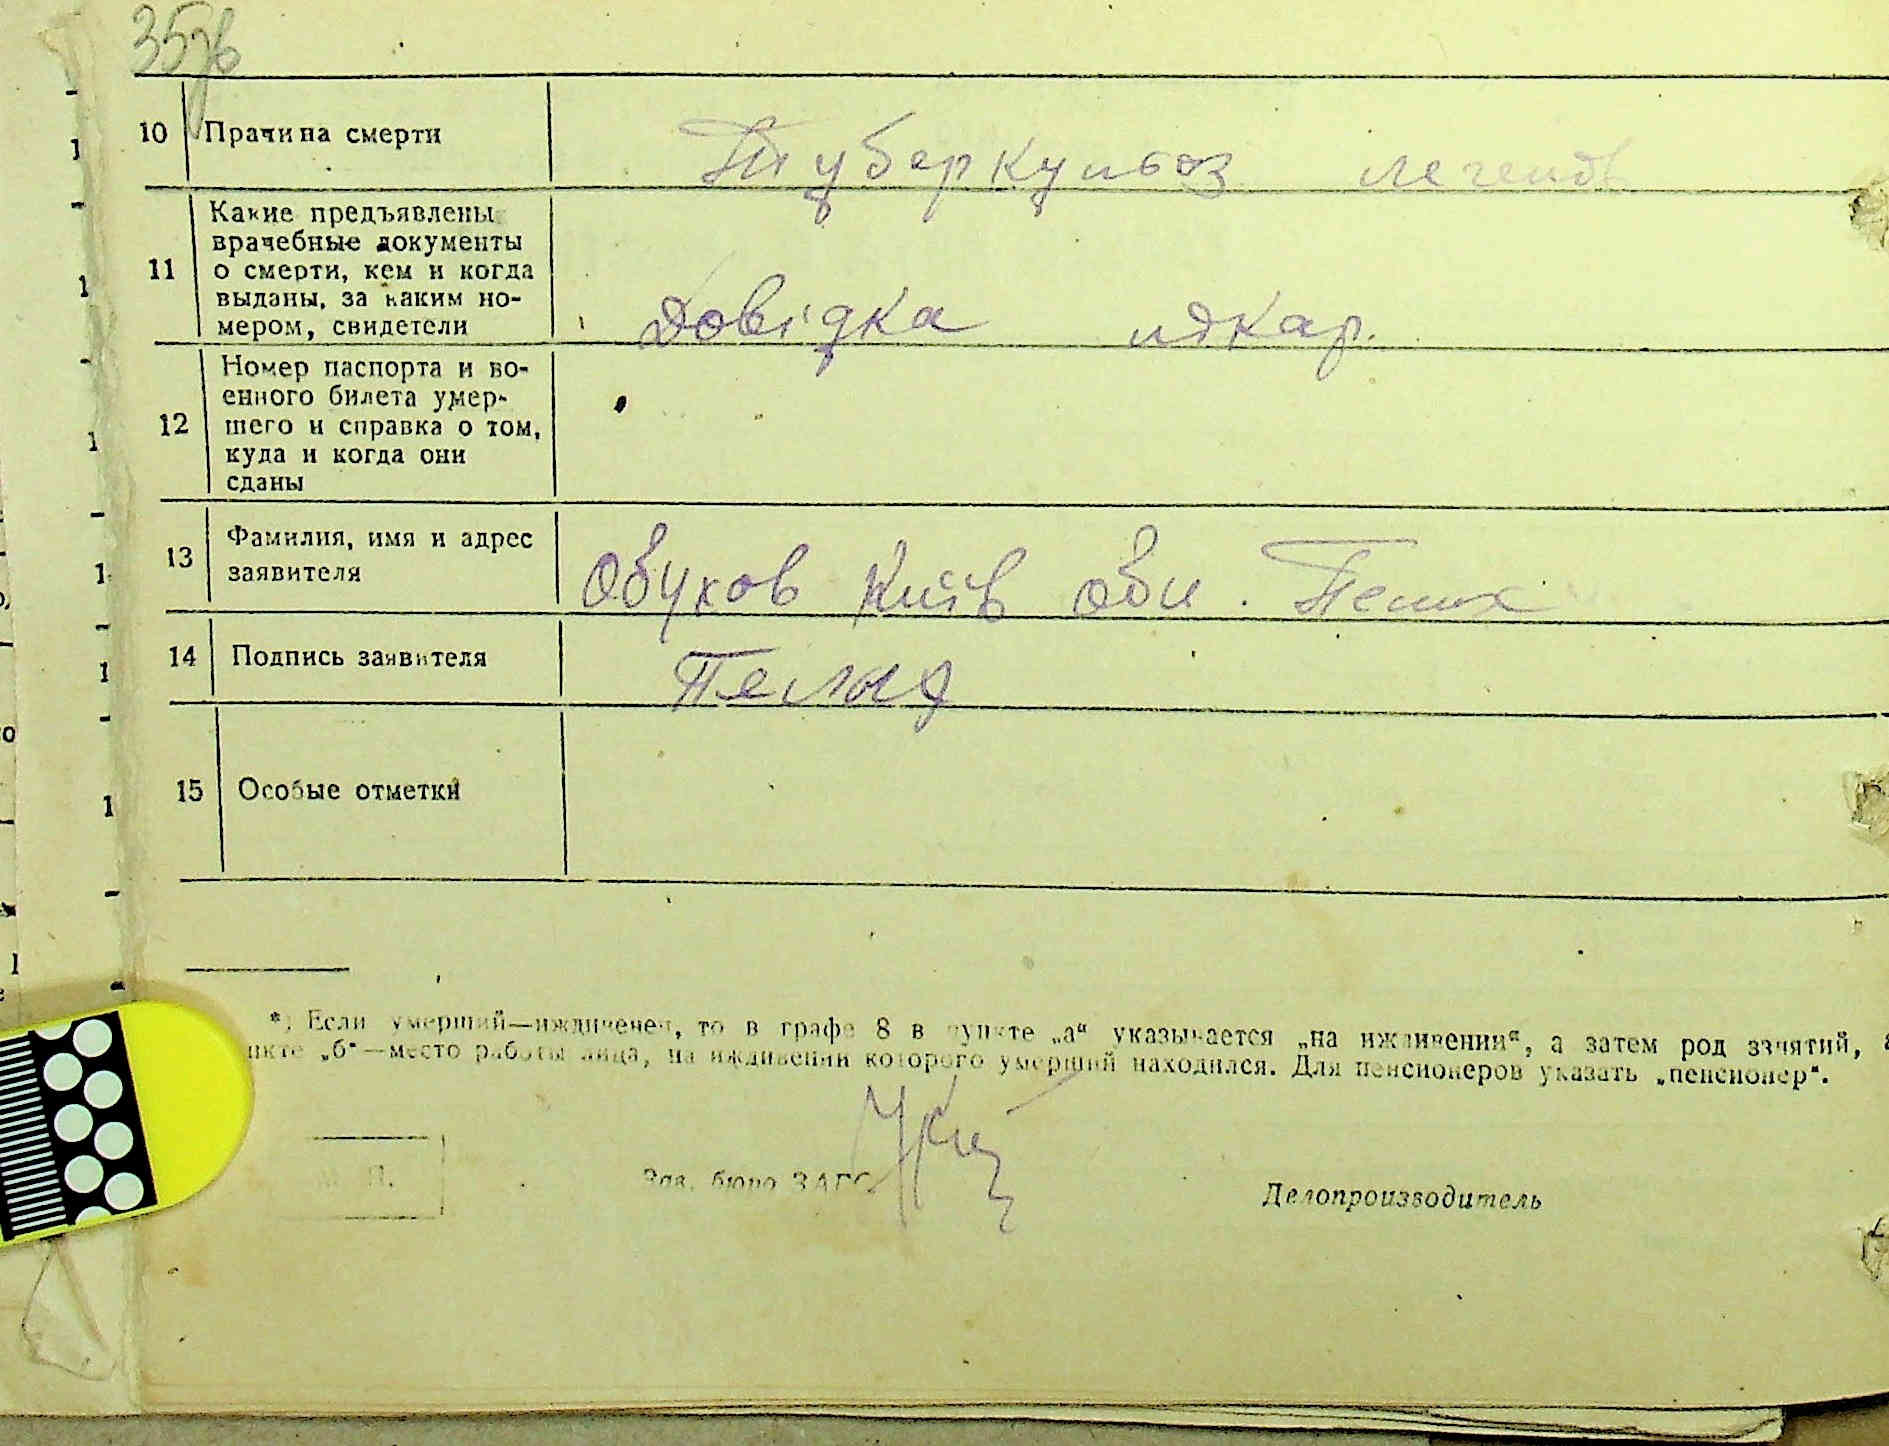 35зв
10 Причина смерти Туберкульоз легенів
11 Какие предъявлены
врачебные документы
о смерти, кем и когда
выданы, за каким но-
мером, свидетели
Довідка лікар.
12 Номер паспорта и во-
енного билета умер-
шего и справка о том,
куда и когда они
сданы
13 Фамилия, имя и адрес
заявителя
Обухов Київ обл.
14 Подпись заявителя
15 Особые отметки
*) Если умерший—иждивенец, то в графе 8 в пункте „а“ указывается „на иждивении“, а затем род занятий, а
нкте „б“—место работы лица, на иждивении которого умерший находился. Для пенсионеров указать „пенсионер“.
М. П.
Зав. бюро ЗАГС
Делопроизводитель